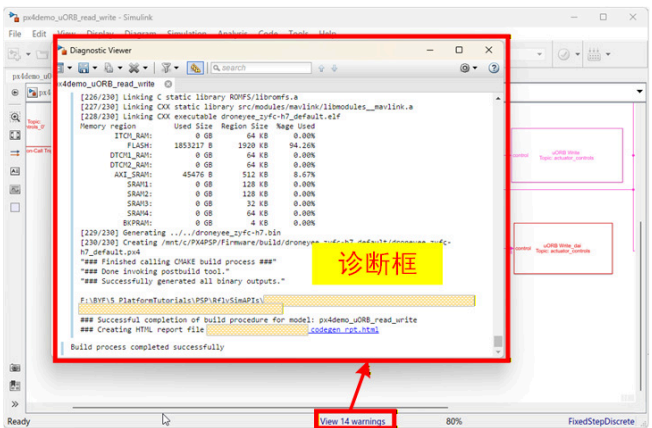 px4demo_uORB_read_write - Simulink
File Edit View Display Diagram Simulation Analysis Code Tools Help
Diagnostic Viewer
search
px4demo_uORB_read_write
[226/230] Linking C static library ROMFS/libromfs.a
[227/230] Linking CXX static library src/modules/mavlink/libmodules__mavlink.a
[228/230] Linking CXX executable droneyee_zyfc-h7_default.elf
Memory region Used Size Region Size %age Used
ITCM_RAM: 0 GB 64 KB 0.00%
FLASH: 1853217 B 1920 KB 94.26%
DTCM1_RAM: 0 GB 64 KB 0.00%
DTCM2_RAM: 0 GB 64 KB 0.00%
AXI_SRAM: 45476 B 512 KB 8.67%
SRAM1: 0 GB 128 KB 0.00%
SRAM2: 0 GB 128 KB 0.00%
SRAM3: 0 GB 32 KB 0.00%
SRAM4: 0 GB 64 KB 0.00%
BKPRAM: 0 GB 4 KB 0.00%
[229/230] Generating ../../droneyee_zyfc-h7.bin
[230/230] Creating /mnt/c/PX4PSP/Firmware/build/droneyee_zyfc-h7_default/droneyee_zyfc-
h7_default.px4
"### Finished calling CMAKE build process ###"
"### Done invoking postbuild tool."
"### Successfully generated all binary outputs."
诊断框
F:\BYF\5 PlatformTutorials\PSP\RflySimAPIs\
### Successful completion of build procedure for model: px4demo_uORB_read_write
### Creating HTML report file codegen_rpt.html
Build process completed successfully
uORB Write
Topic: actuator_controls
control
uORB Write_dai
Topic: actuator_controls
Ready View 14 warnings 80% FixedStepDiscrete